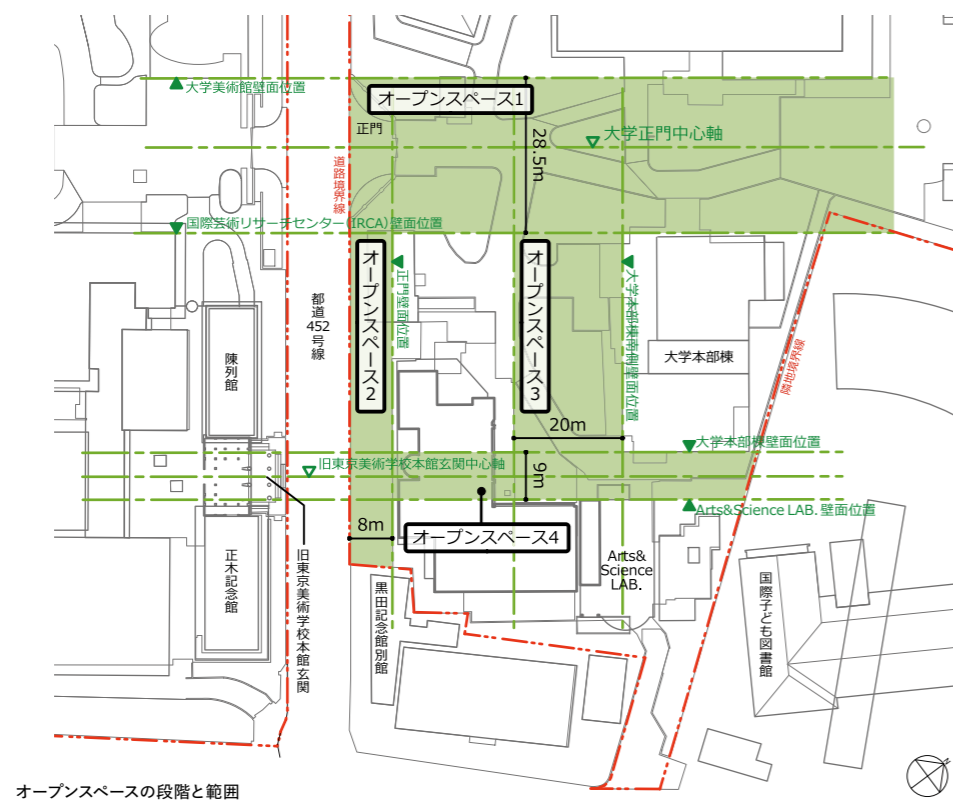 大学美術館壁面位置
オープンスペース1
正門
大学正門中心軸
28.5m
道路境界線
国際芸術リサーチセンター(IRCA)壁面位置
オープンスペース2
正門壁面位置
オープンスペース3
大学本部棟南側壁面位置
都道452号線
陳列館
大学本部棟
隣地境界線
20m
大学本部棟壁面位置
旧東京美術学校本館玄関中心軸
9m
Arts&Science LAB. 壁面位置
8m
オープンスペース4
Arts&
Science
LAB.
正木記念館
旧東京美術学校本館玄関
黒田記念館別館
国際子ども図書館
N
オープンスペースの段階と範囲